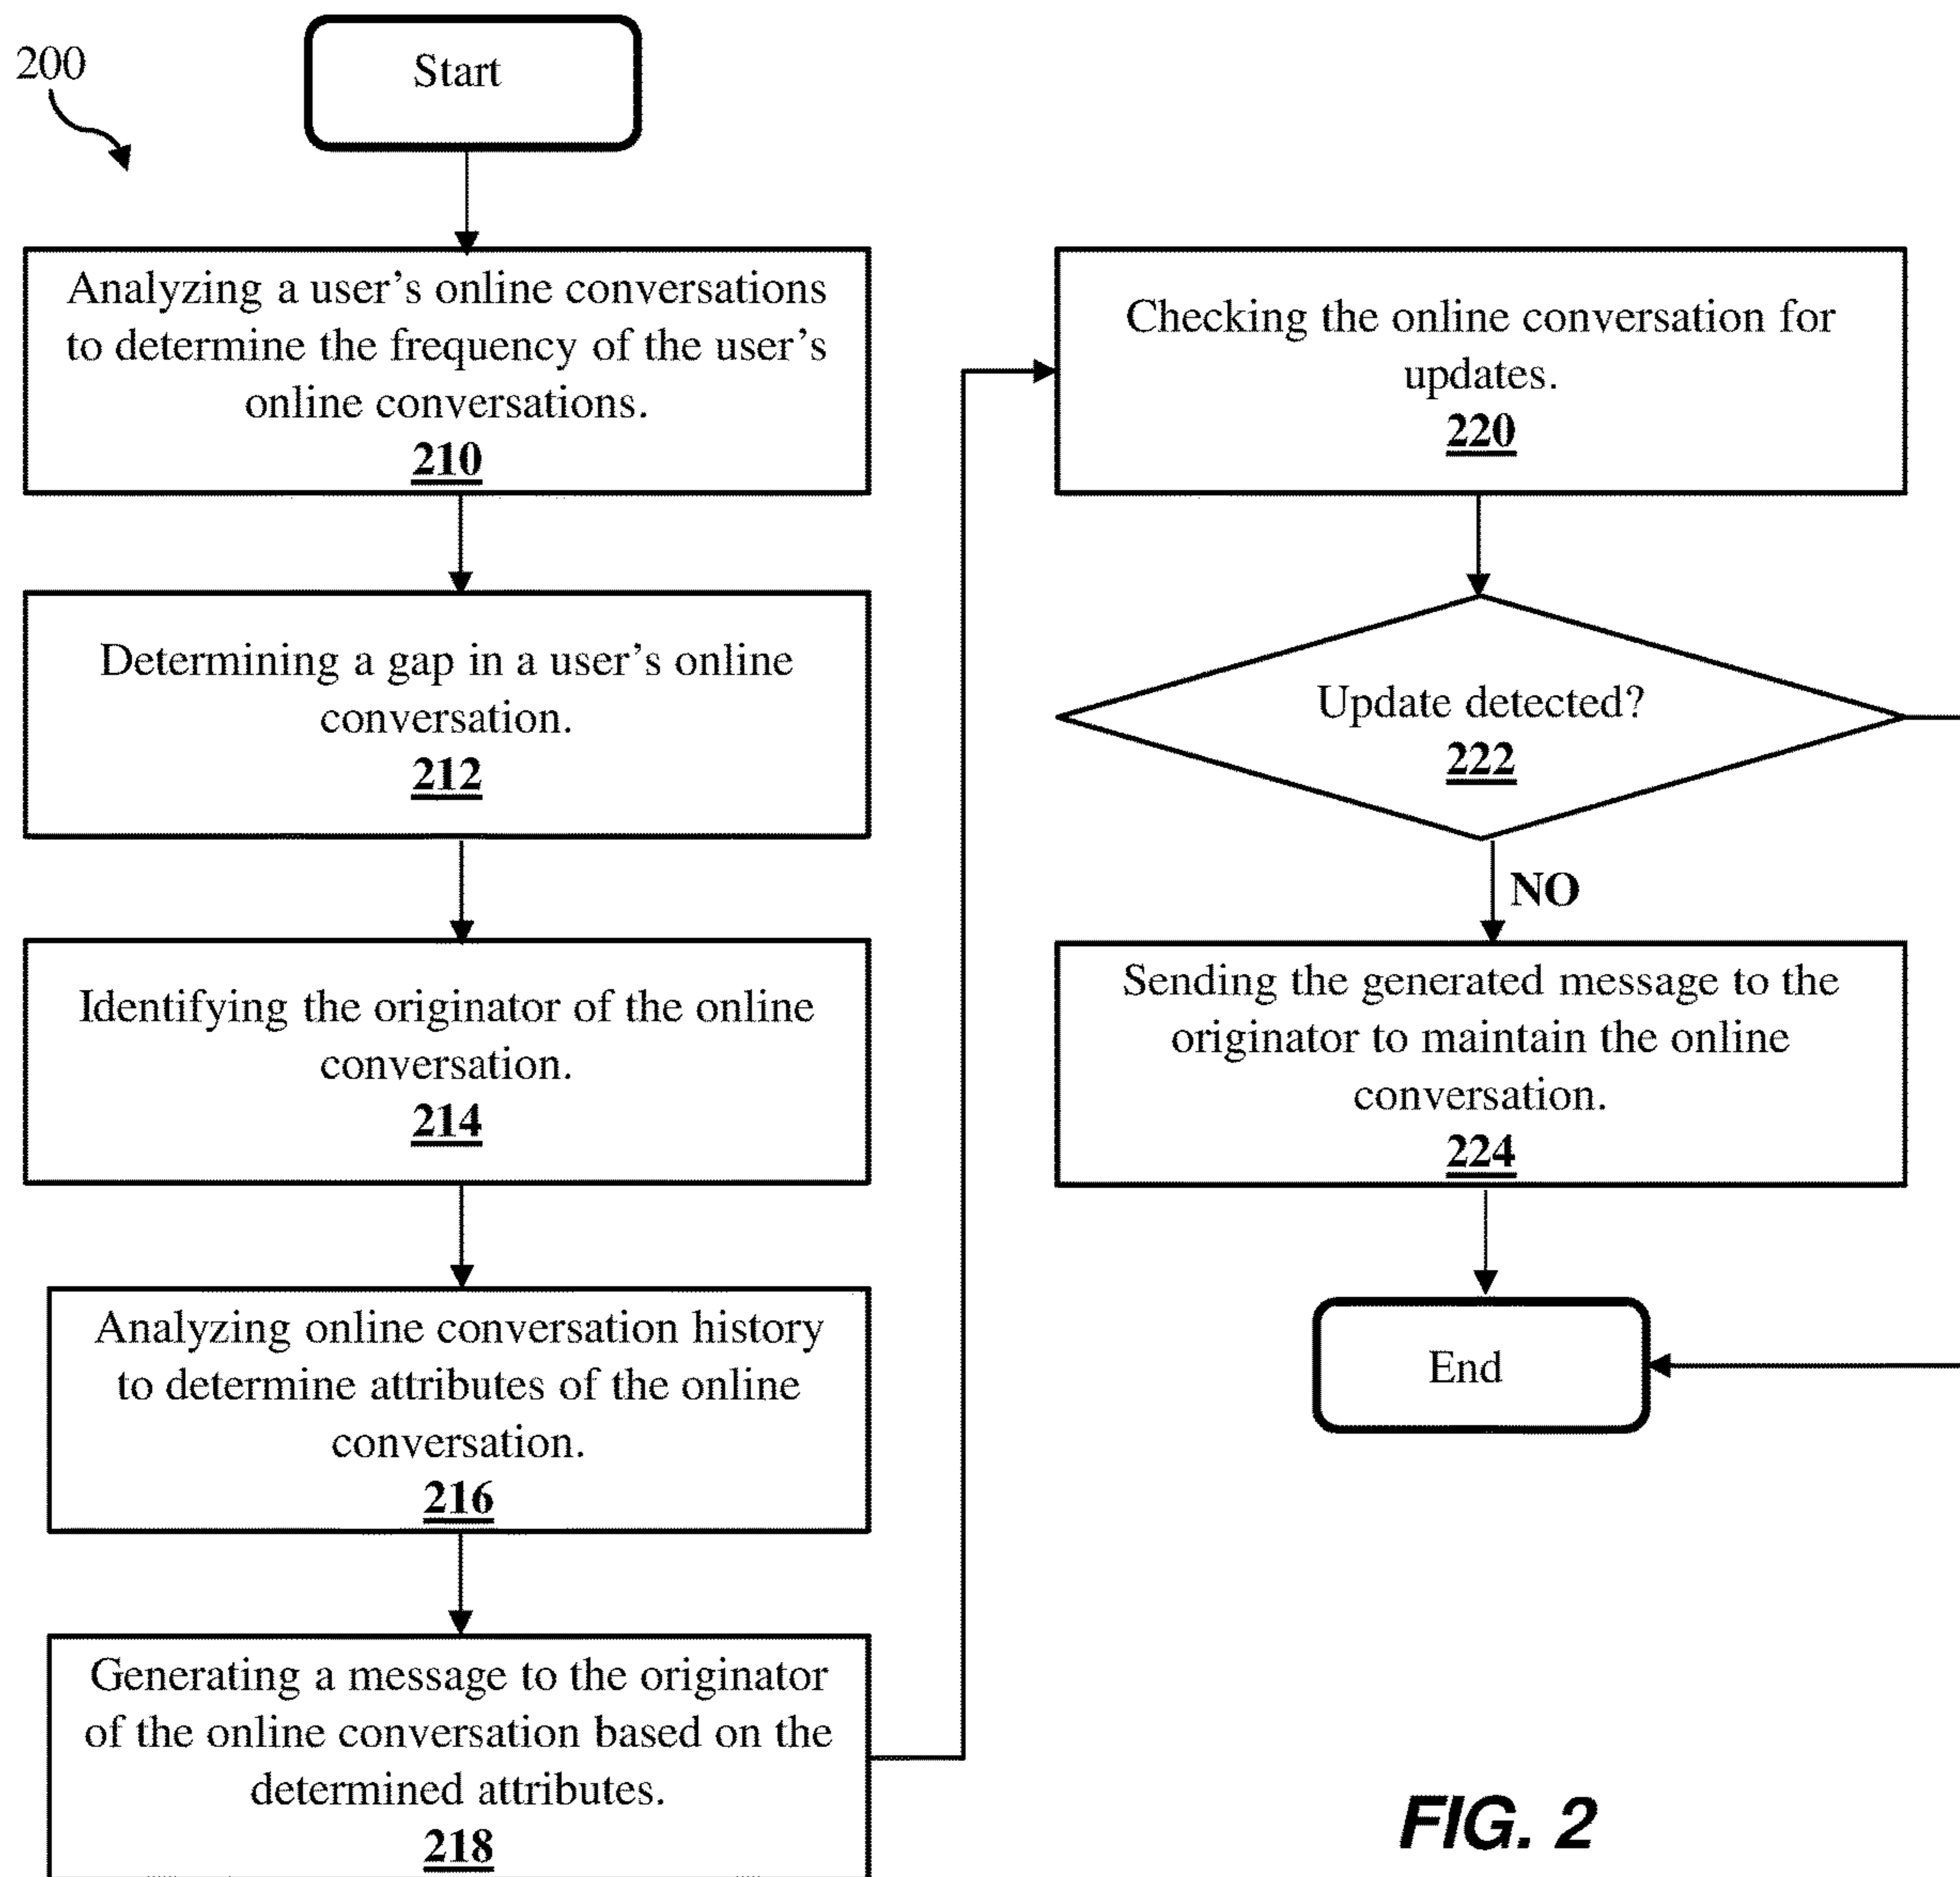 200
Start
Analyzing a user's online conversations
to determine the frequency of the user's
online conversations.
210
Determining a gap in a user's online
conversation.
212
Identifying the originator of the online
conversation.
214
Analyzing online conversation history
to determine attributes of the online
conversation.
216
Generating a message to the originator
of the online conversation based on the
determined attributes.
218
Checking the online conversation for
updates.
220
Update detected?
222
NO
Sending the generated message to the
originator to maintain the online
conversation.
224
End
FIG. 2